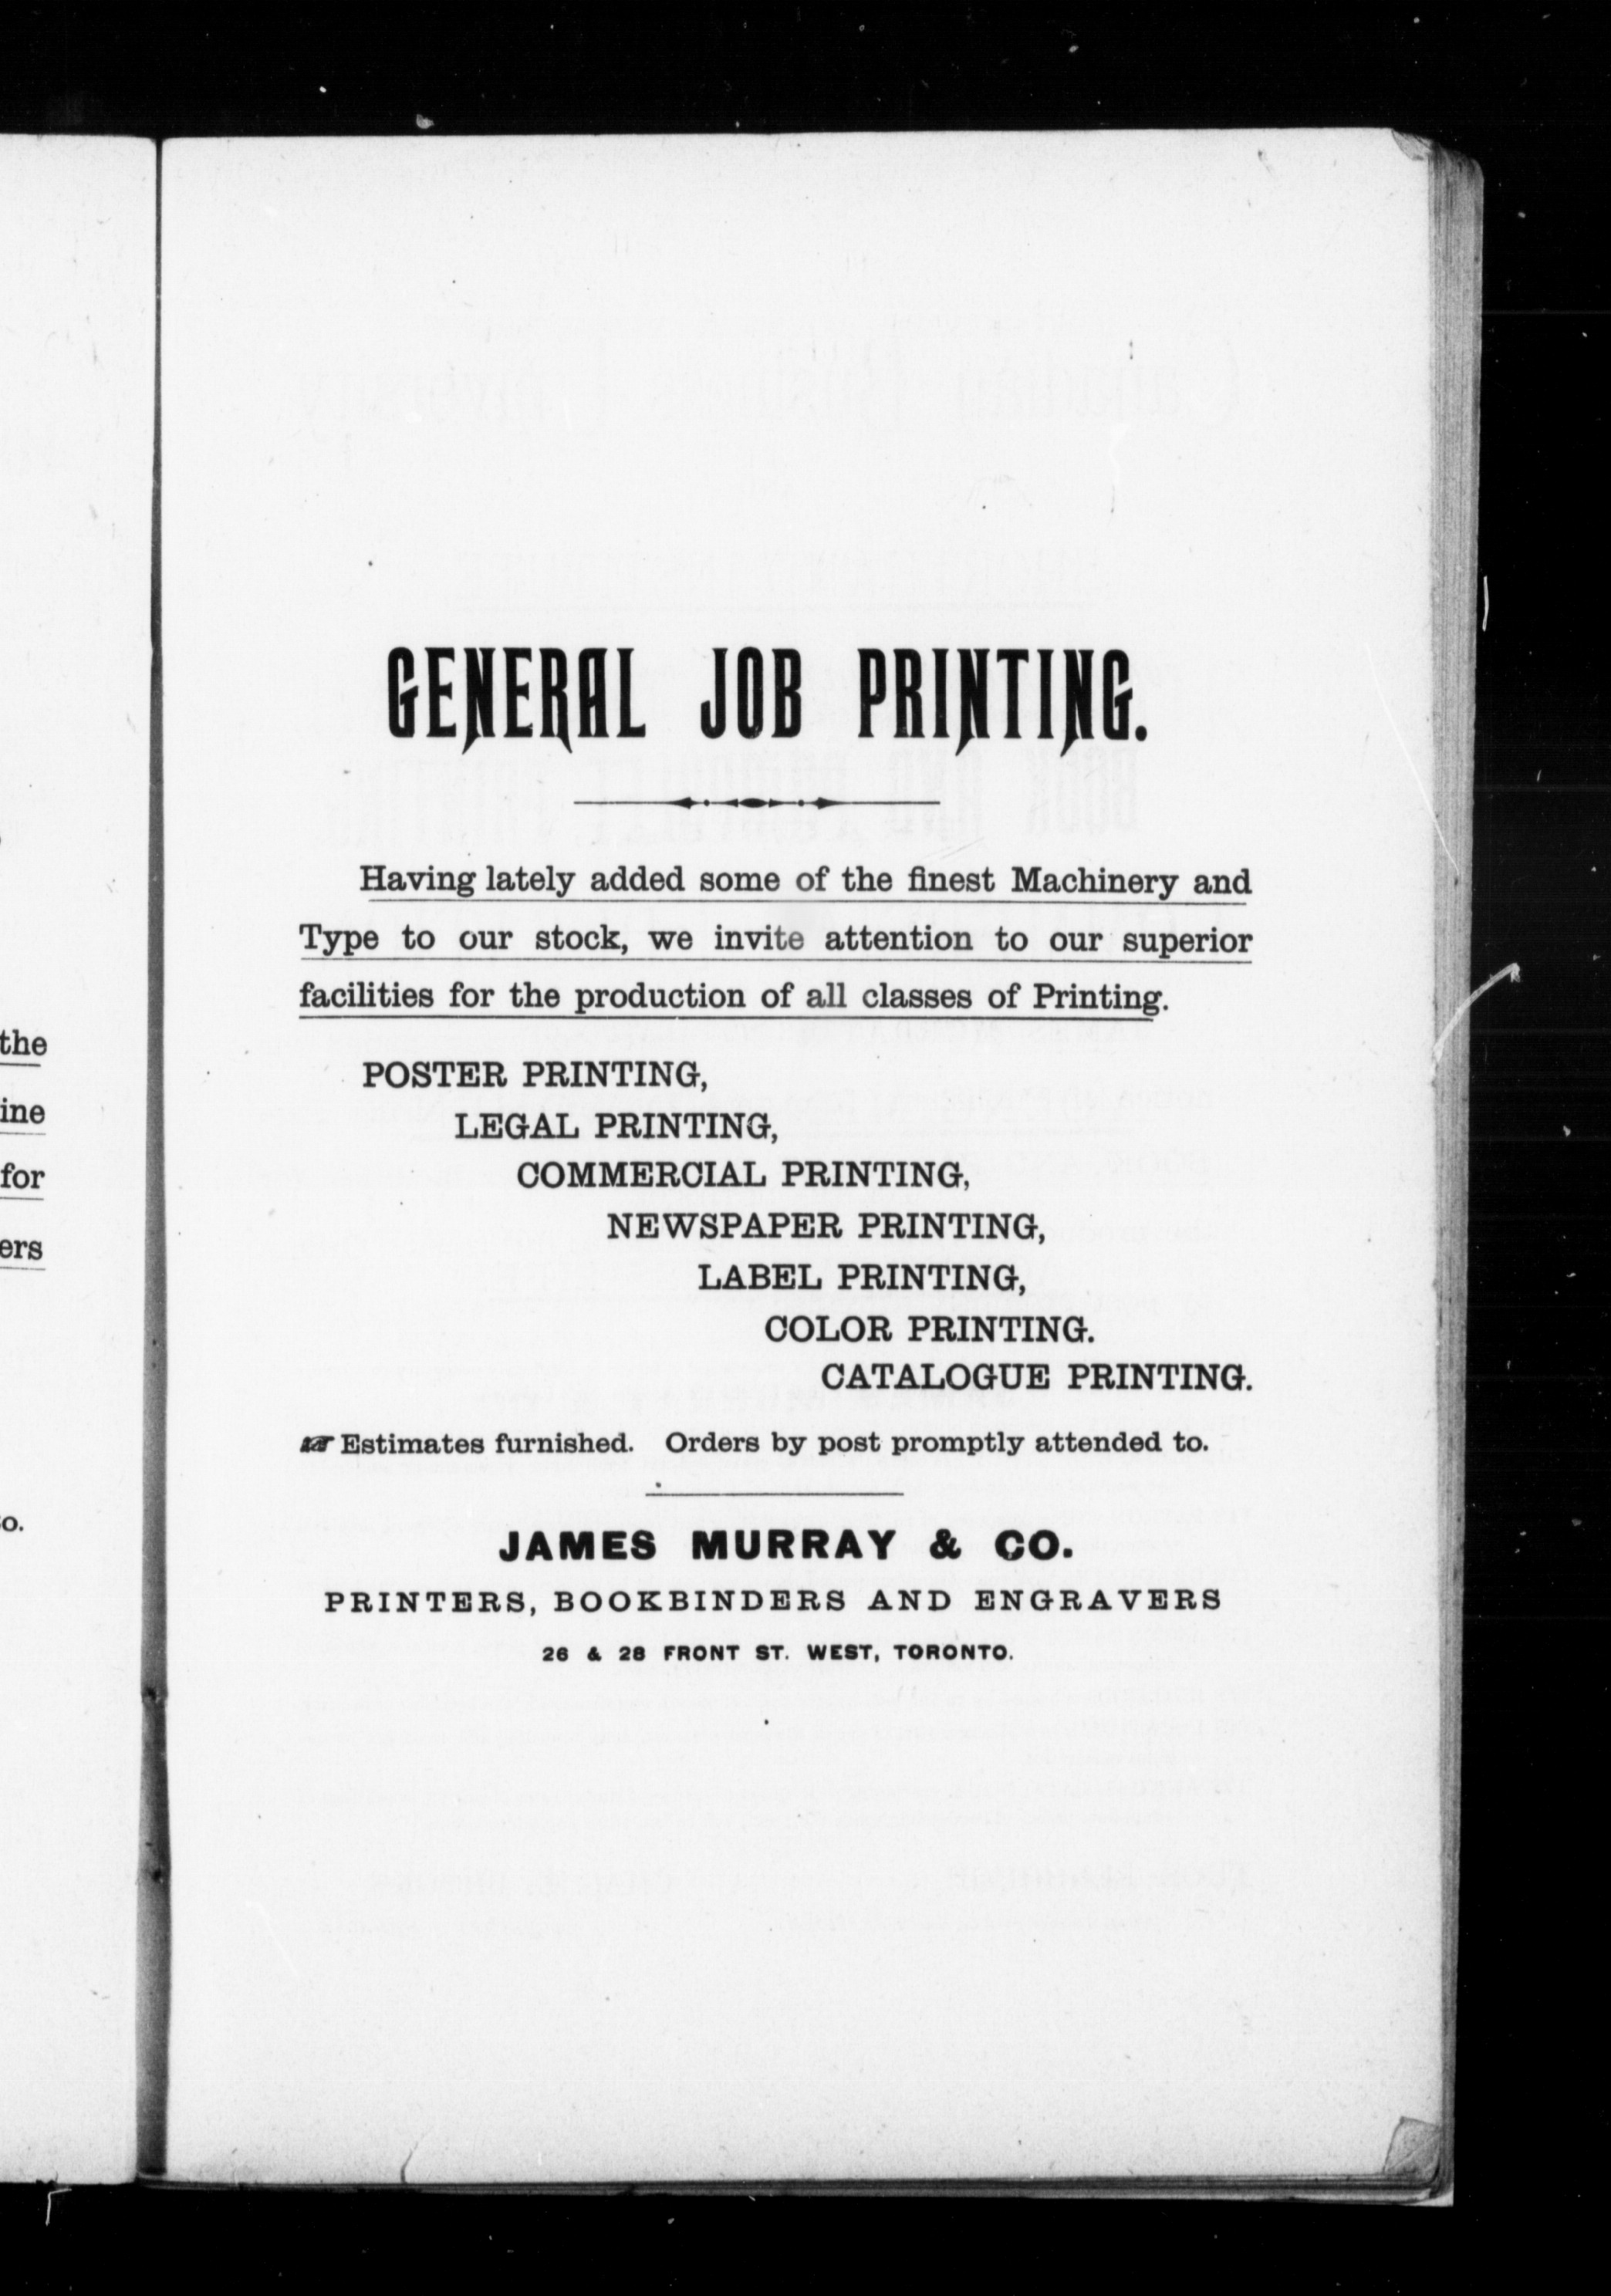 GENERAL JOB PRINTING.
Having lately added some of the finest Machinery and
Type to our stock, we invite attention to our superior
facilities for the production of all classes of Printing.
POSTER PRINTING,
LEGAL PRINTING,
COMMERCIAL PRINTING,
NEWSPAPER PRINTING,
LABEL PRINTING,
COLOR PRINTING.
CATALOGUE PRINTING.
☞ Estimates furnished. Orders by post promptly attended to.
JAMES MURRAY & CO.
PRINTERS, BOOKBINDERS AND ENGRAVERS
26 & 28 FRONT ST. WEST, TORONTO.
the
for